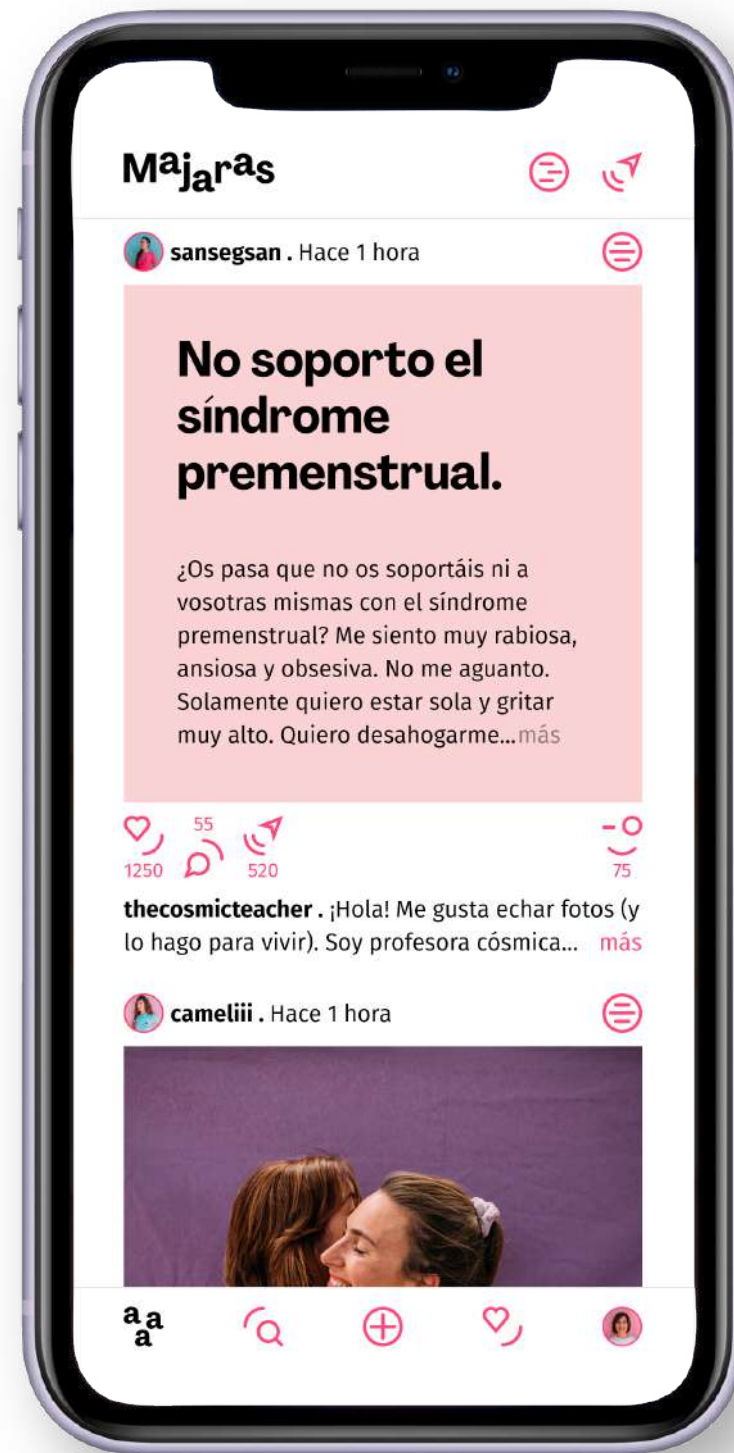 Majaras
sansegsan . Hace 1 hora
No soporto el
síndrome
premenstrual.
¿Os pasa que no os soportáis ni a
vosotras mismas con el síndrome
premenstrual? Me siento muy rabiosa,
ansiosa y obsesiva. No me aguanto.
Solamente quiero estar sola y gritar
muy alto. Quiero desahogarme...más
1250 55 520 75
thecosmicteacher . ¡Hola! Me gusta echar fotos (y
lo hago para vivir). Soy profesora cósmica... más
cameliii . Hace 1 hora
aaa